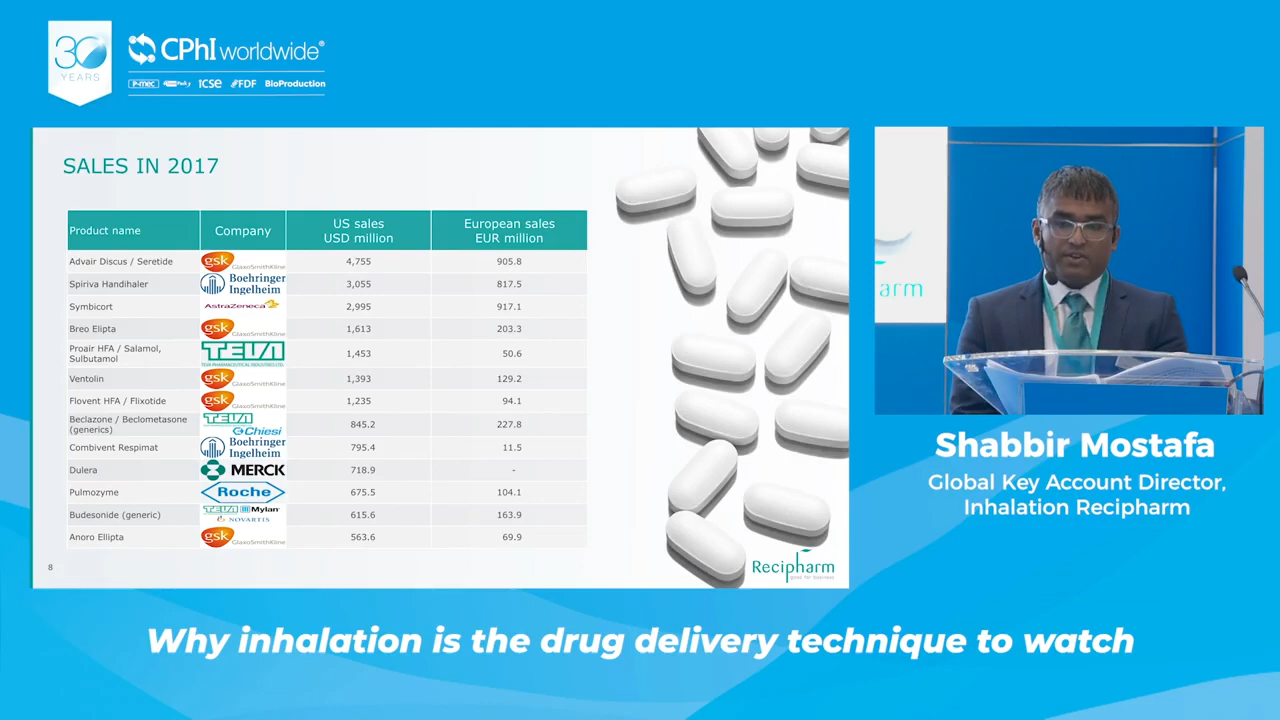 30
YEARS
CPhI worldwide®
P-MEC
iCSE
FDF
BioProduction
SALES IN 2017
Product name Company US sales USD million European sales EUR million
Advair Discus / Seretide gsk GlaxoSmithKline 4,755 905.8
Spiriva Handihaler Boehringer Ingelheim 3,055 817.5
Symbicort AstraZeneca 2,995 917.1
Breo Elipta gsk GlaxoSmithKline 1,613 203.3
Proair HFA / Salamol, Sulbutamol TEVA TEVA PHARMACEUTICAL INDUSTRIES LTD. 1,453 50.6
Ventolin gsk GlaxoSmithKline 1,393 129.2
Flovent HFA / Flixotide gsk GlaxoSmithKline 1,235 94.1
Beclazone / Beclometasone (generics) TEVA Chiesi 845.2 227.8
Combivent Respimat Boehringer Ingelheim 795.4 11.5
Dulera MERCK 718.9 -
Pulmozyme Roche 675.5 104.1
Budesonide (generic) TEVA Mylan NOVARTIS 615.6 163.9
Anoro Ellipta gsk GlaxoSmithKline 563.6 69.9
8
Recipharm
good for business
arm
Shabbir Mostafa
Global Key Account Director,
Inhalation Recipharm
Why inhalation is the drug delivery technique to watch